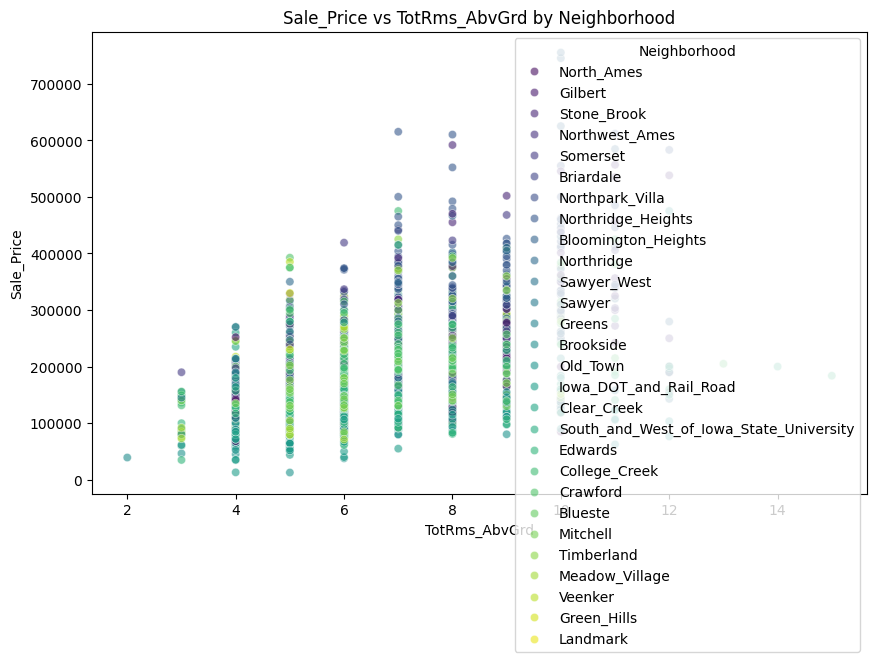 Sale_Price vs TotRms_AbvGrd by Neighborhood
Sale_Price
700000
600000
500000
400000
300000
200000
100000
0
2
4
6
8
10
12
14
TotRms_AbvGrd
Neighborhood
North_Ames
Gilbert
Stone_Brook
Northwest_Ames
Somerset
Briardale
Northpark_Villa
Northridge_Heights
Bloomington_Heights
Northridge
Sawyer_West
Sawyer
Greens
Brookside
Old_Town
Iowa_DOT_and_Rail_Road
Clear_Creek
South_and_West_of_Iowa_State_University
Edwards
College_Creek
Crawford
Blueste
Mitchell
Timberland
Meadow_Village
Veenker
Green_Hills
Landmark